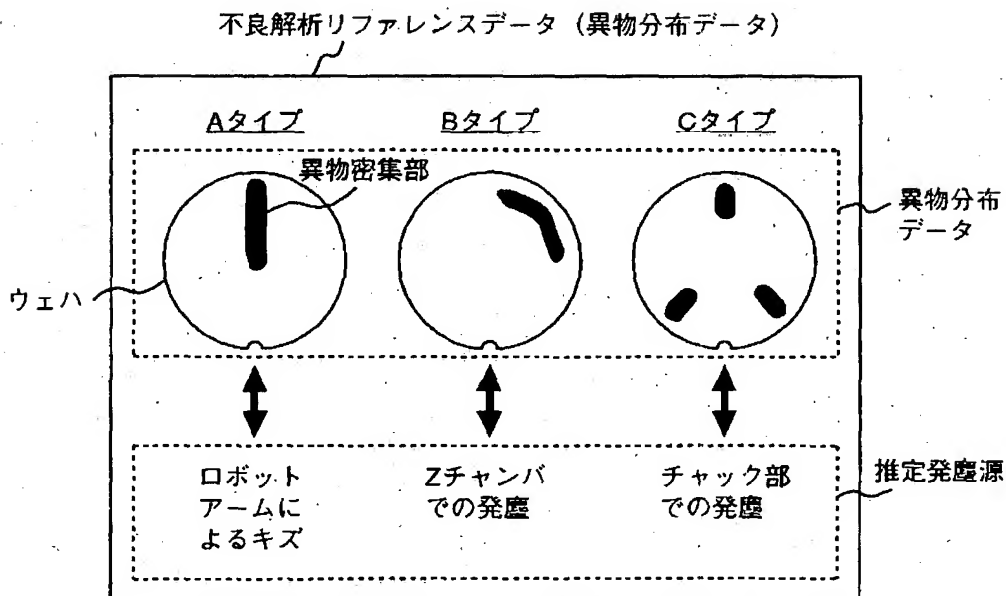 不良解析リファレンスデータ（異物分布データ）
Aタイプ
Bタイプ
Cタイプ
異物密集部
異物分布
データ
ウェハ
ロボット
アームに
よるキズ
Zチャンバ
での発塵
チャック部
での発塵
推定発塵源